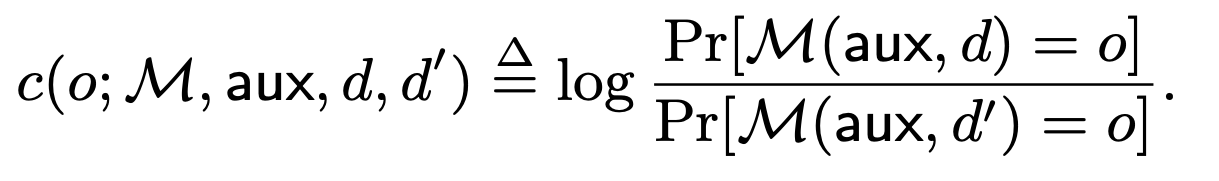 c(o; ℳ, aux, d, d′) ≜ log Pr[ℳ(aux, d) = o] / Pr[ℳ(aux, d′) = o].